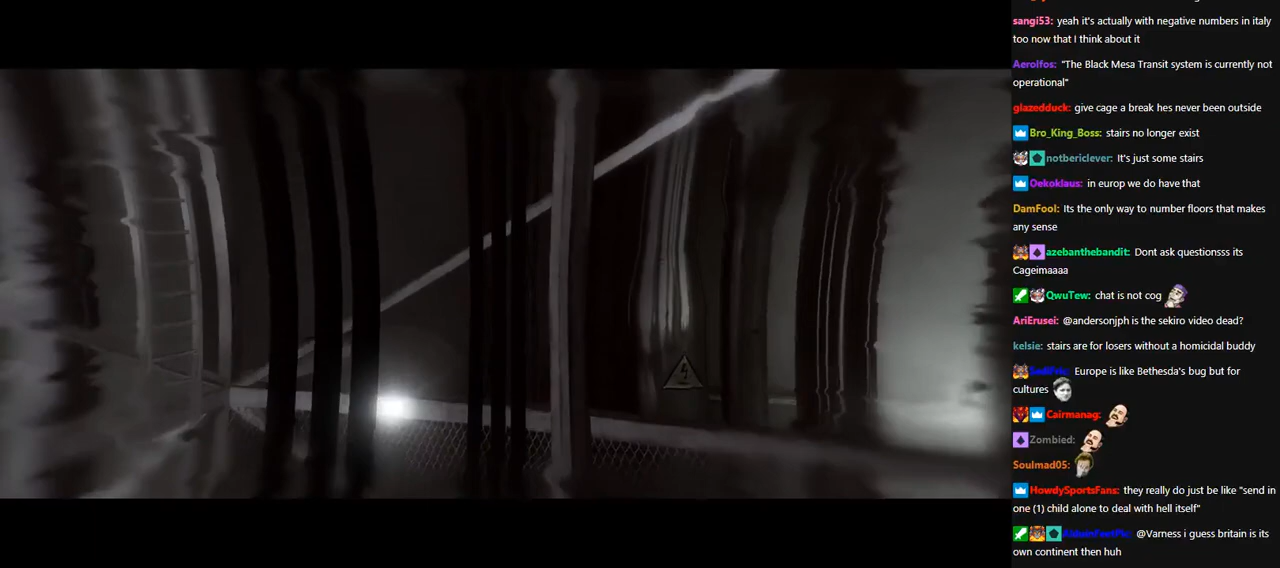 sangi53: yeah it's actually with negative numbers in italy
too now that I think about it
Aerolfos: "The Black Mesa Transit system is currently not
operational"
glazedduck: give cage a break hes never been outside
Bro_King_Boss: stairs no longer exist
notbericlever: It's just some stairs
Oekoklaus: in europ we do have that
DamFool: Its the only way to number floors that makes
any sense
azebanthebandit: Dont ask questionsss its
Cageimaaaa
QwuTew: chat is not cog
AriErusei: @andersonjph is the sekiro video dead?
kelsie: stairs are for losers without a homicidal buddy
Europe is like Bethesda's bug but for
cultures
Cairmanag:
Zombied:
Soulmad05:
HowdySportsFans: they really do just be like "send in
one (1) child alone to deal with hell itself"
@Varness i guess britain is its
own continent then huh